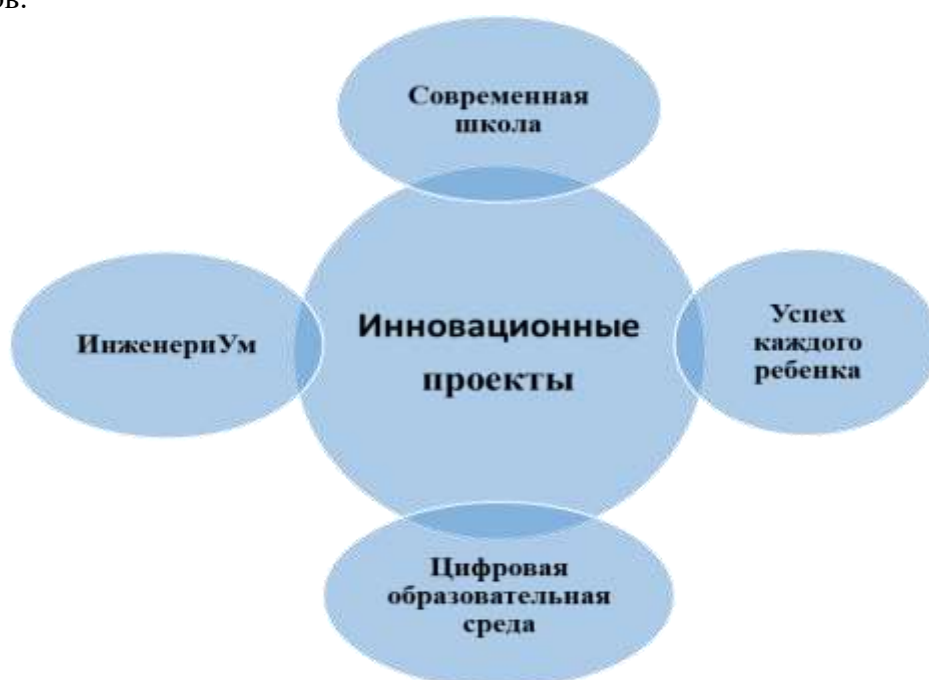 ов.
Современная
школа
ИнженериУм
Инновационные
проекты
Успех
каждого
ребенка
Цифровая
образовательная
среда